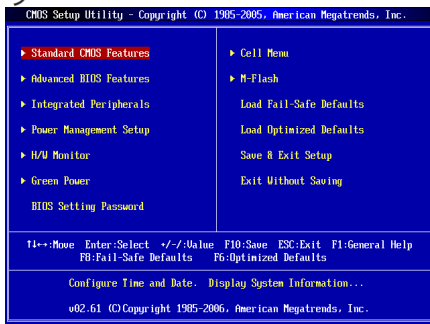 CMOS Setup Utility - Copyright (C) 1985-2005, American Megatrends, Inc.
▶ Standard CMOS Features
▶ Advanced BIOS Features
▶ Integrated Peripherals
▶ Power Management Setup
▶ H/W Monitor
▶ Green Power
BIOS Setting Password
▶ Cell Menu
▶ M-Flash
Load Fail-Safe Defaults
Load Optimized Defaults
Save & Exit Setup
Exit Without Saving
↑↓←→:Move Enter:Select +/-/:Value F10:Save ESC:Exit F1:General Help
F8:Fail-Safe Defaults F6:Optimized Defaults
Configure Time and Date. Display System Information...
v02.61 (C)Copyright 1985-2006, American Megatrends, Inc.